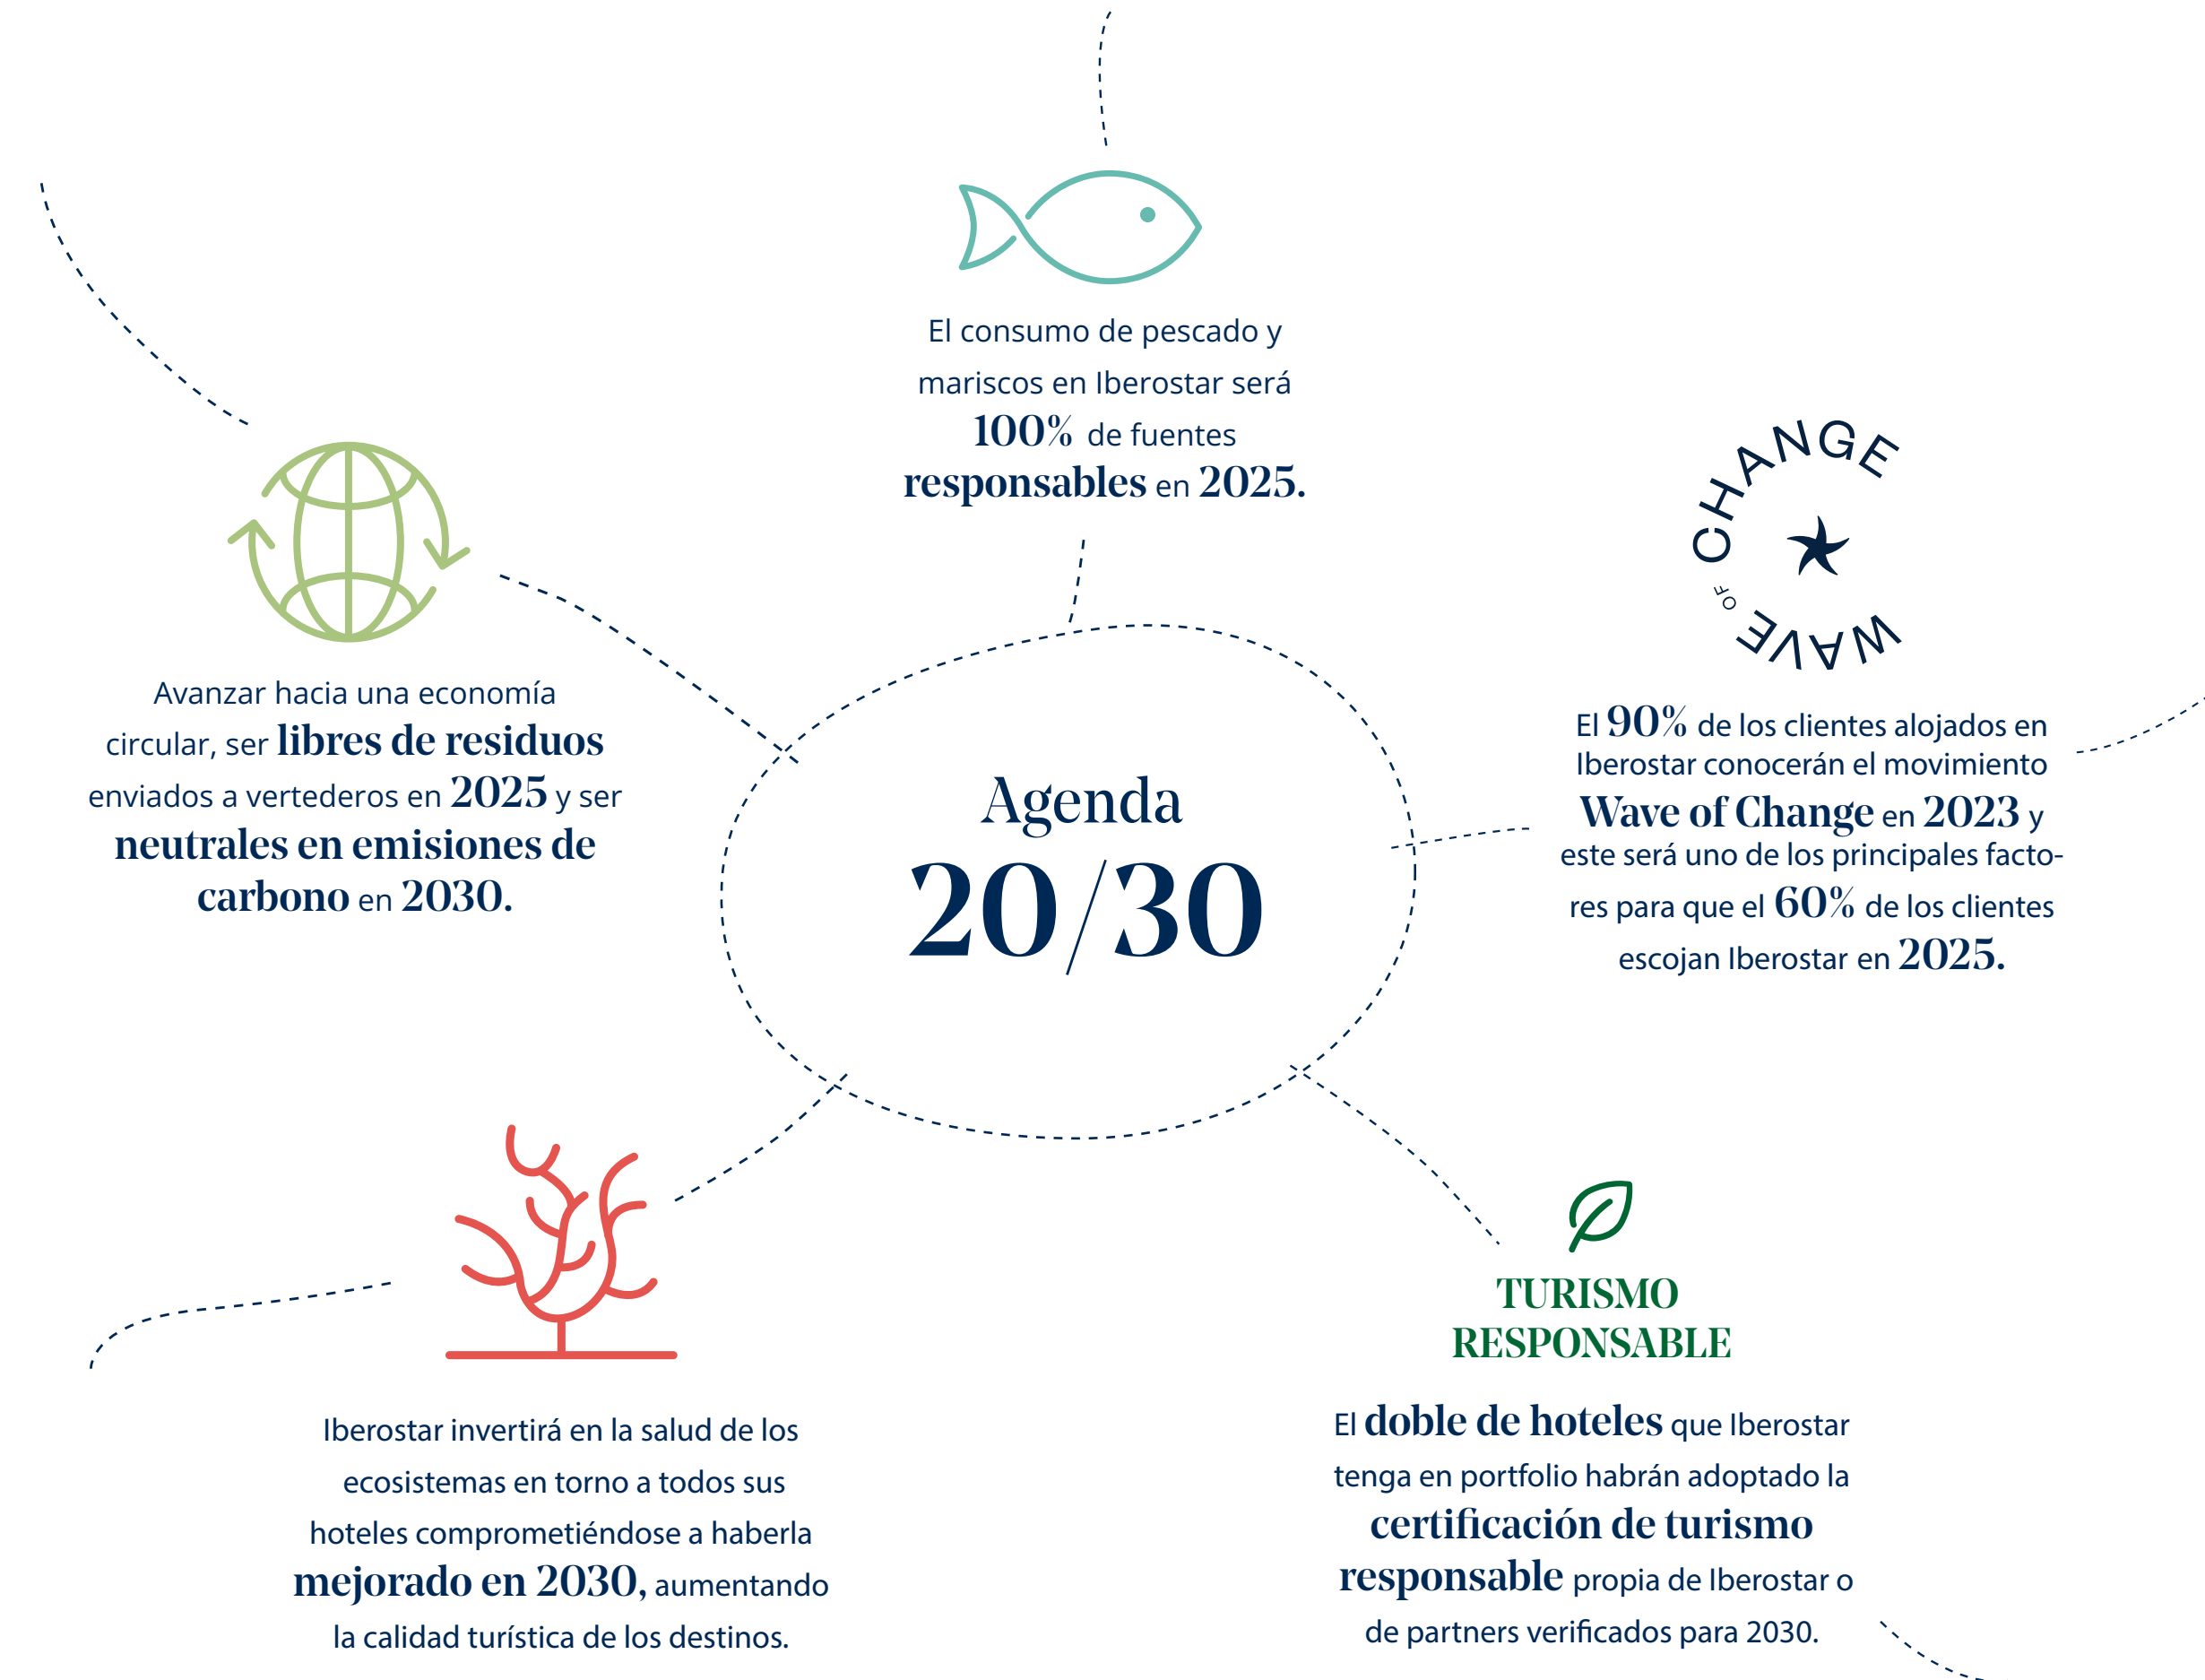 El consumo de pescado y
mariscos en Iberostar será
100% de fuentes
responsables en 2025.
Avanzar hacia una economía
circular, ser libres de residuos
enviados a vertederos en 2025 y ser
neutrales en emisiones de
carbono en 2030.
Agenda
20/30
WAVE OF CHANGE
El 90% de los clientes alojados en
Iberostar conocerán el movimiento
Wave of Change en 2023 y
este será uno de los principales facto-
res para que el 60% de los clientes
escojan Iberostar en 2025.
Iberostar invertirá en la salud de los
ecosistemas en torno a todos sus
hoteles comprometiéndose a haberla
mejorado en 2030, aumentando
la calidad turística de los destinos.
TURISMO
RESPONSABLE
El doble de hoteles que Iberostar
tenga en portfolio habrán adoptado la
certificación de turismo
responsable propia de Iberostar o
de partners verificados para 2030.